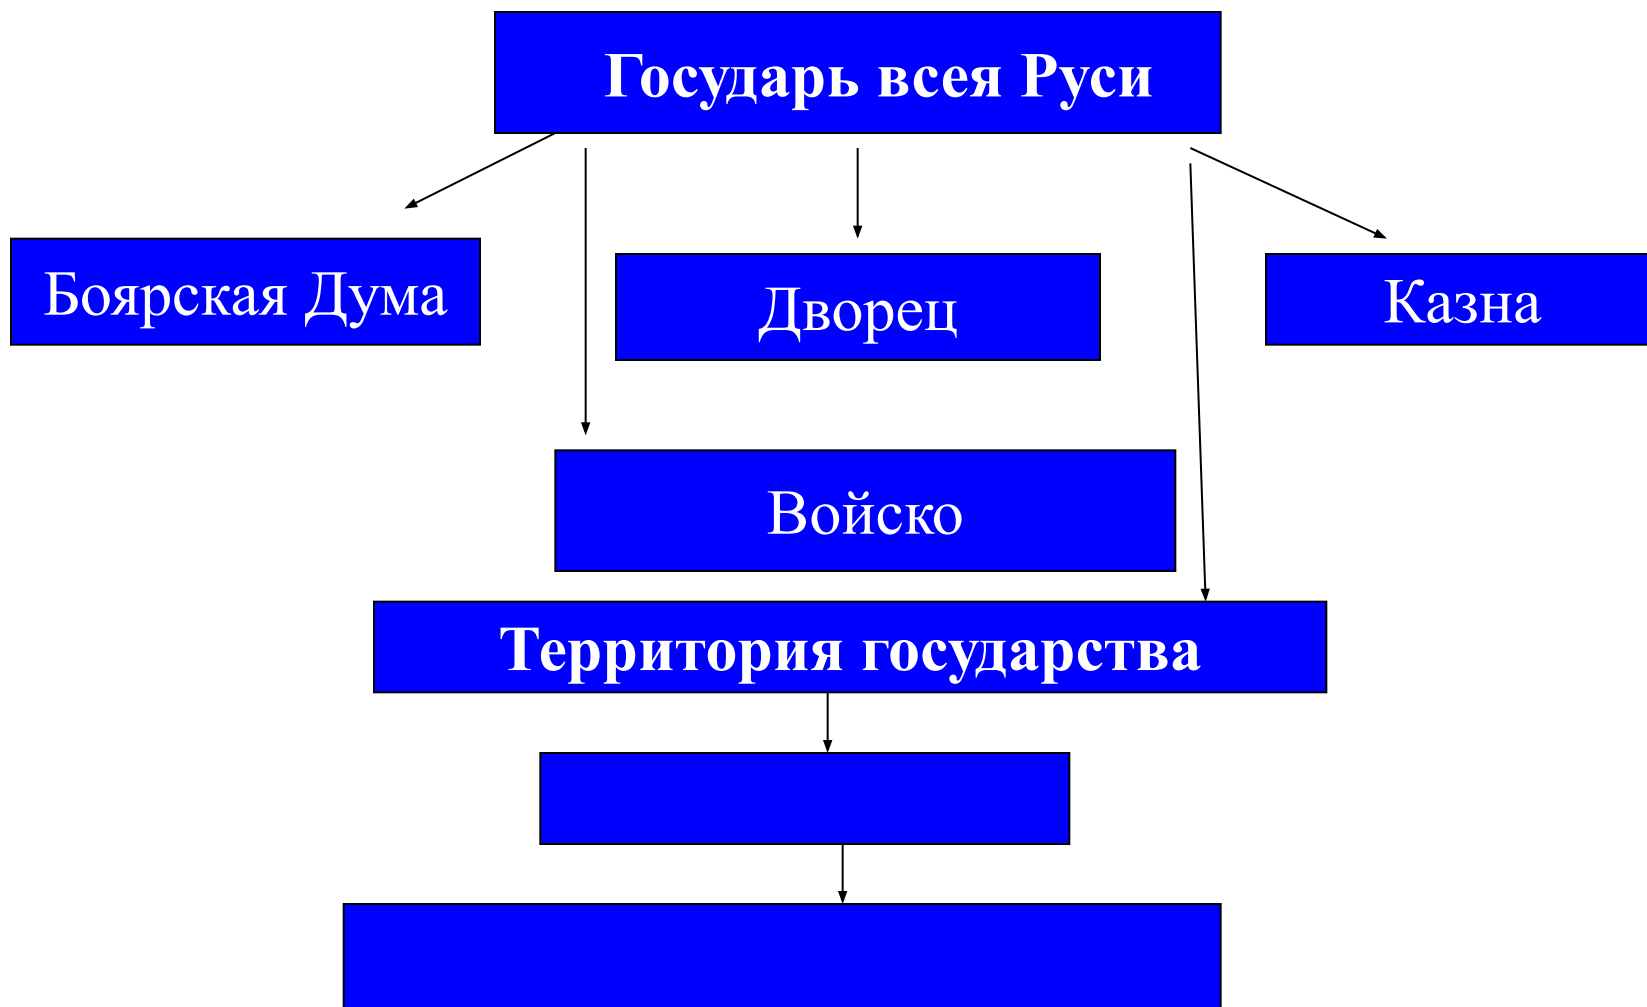 Государь всея Руси
Боярская Дума
Дворец
Казна
Войско
Территория государства